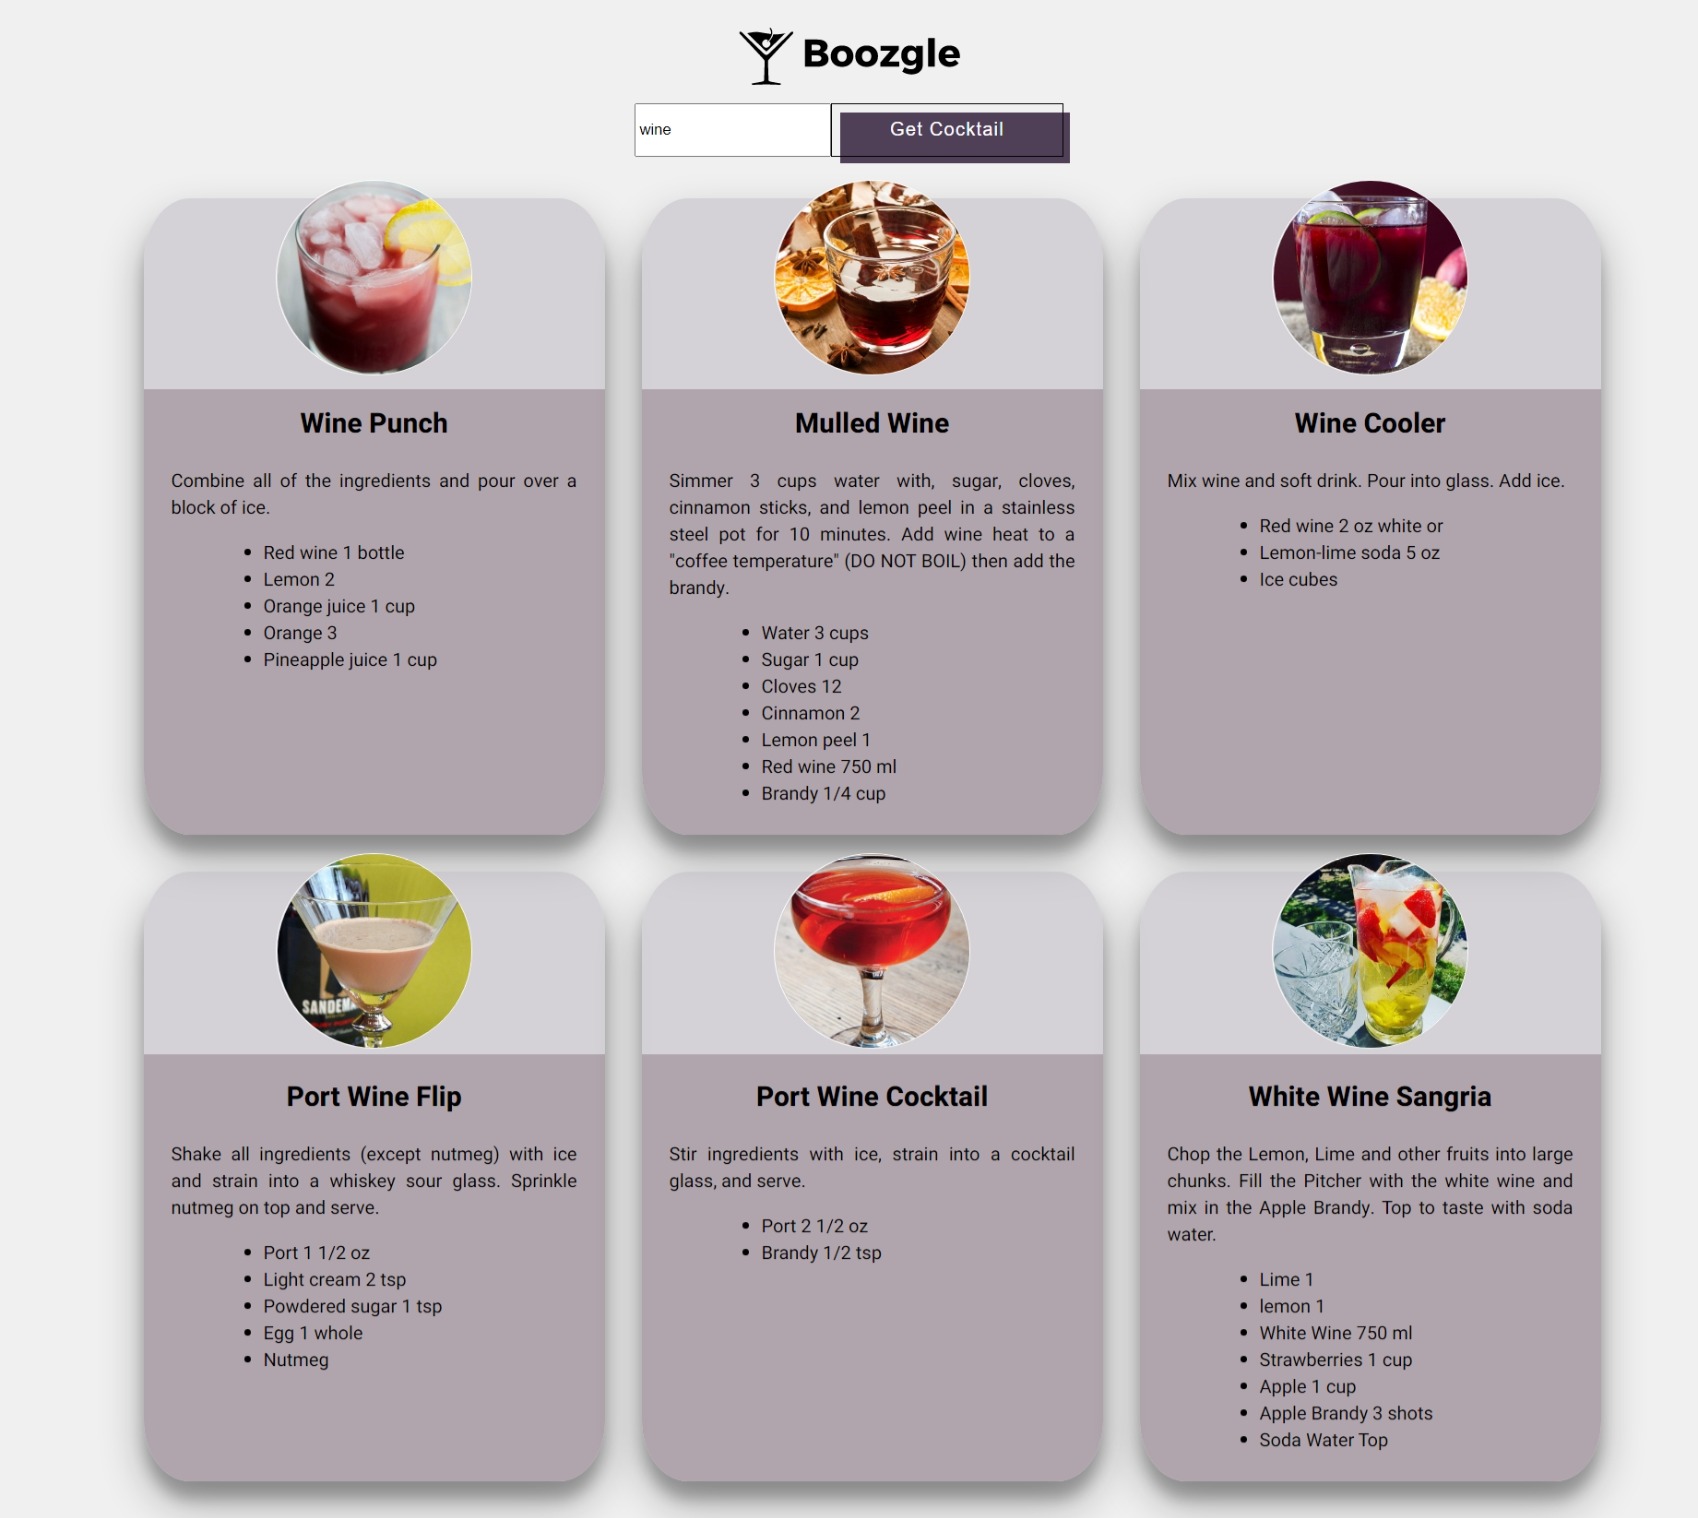 Boozgle
wine
Get Cocktail
Wine Punch
Combine all of the ingredients and pour over a
block of ice.
Red wine 1 bottle
Lemon 2
Orange juice 1 cup
Orange 3
Pineapple juice 1 cup
Mulled Wine
Simmer 3 cups water with, sugar, cloves,
cinnamon sticks, and lemon peel in a stainless
steel pot for 10 minutes. Add wine heat to a
"coffee temperature" (DO NOT BOIL) then add the
brandy.
Water 3 cups
Sugar 1 cup
Cloves 12
Cinnamon 2
Lemon peel 1
Red wine 750 ml
Brandy 1/4 cup
Wine Cooler
Mix wine and soft drink. Pour into glass. Add ice.
Red wine 2 oz white or
Lemon-lime soda 5 oz
Ice cubes
SANDEM
Port Wine Flip
Shake all ingredients (except nutmeg) with ice
and strain into a whiskey sour glass. Sprinkle
nutmeg on top and serve.
Port 1 1/2 oz
Light cream 2 tsp
Powdered sugar 1 tsp
Egg 1 whole
Nutmeg
Port Wine Cocktail
Stir ingredients with ice, strain into a cocktail
glass, and serve.
Port 2 1/2 oz
Brandy 1/2 tsp
White Wine Sangria
Chop the Lemon, Lime and other fruits into large
chunks. Fill the Pitcher with the white wine and
mix in the Apple Brandy. Top to taste with soda
water.
Lime 1
lemon 1
White Wine 750 ml
Strawberries 1 cup
Apple 1 cup
Apple Brandy 3 shots
Soda Water Top